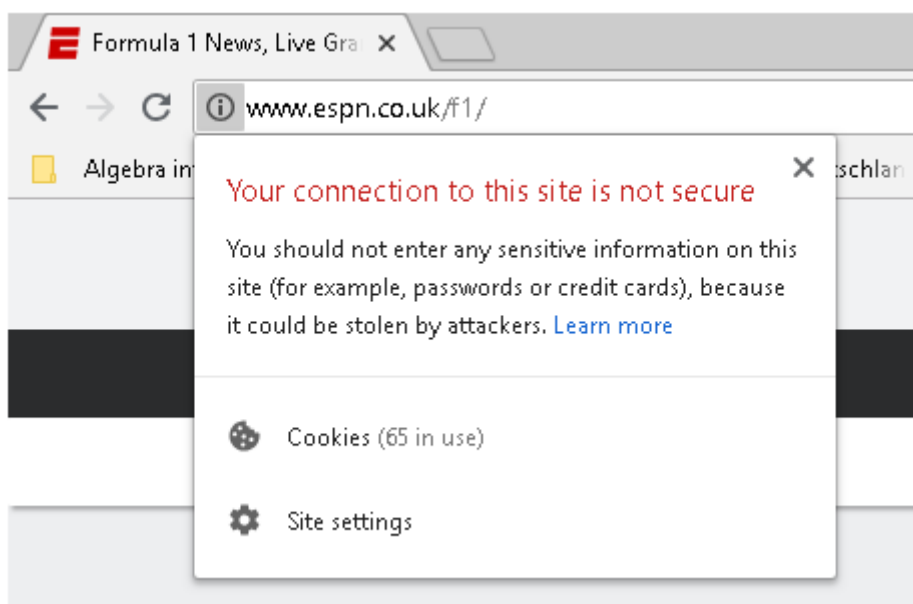 Formula 1 News, Live Gra
www.espn.co.uk/f1/
Algebra in
tschlan
Your connection to this site is not secure
You should not enter any sensitive information on this
site (for example, passwords or credit cards), because
it could be stolen by attackers. Learn more
Cookies (65 in use)
Site settings